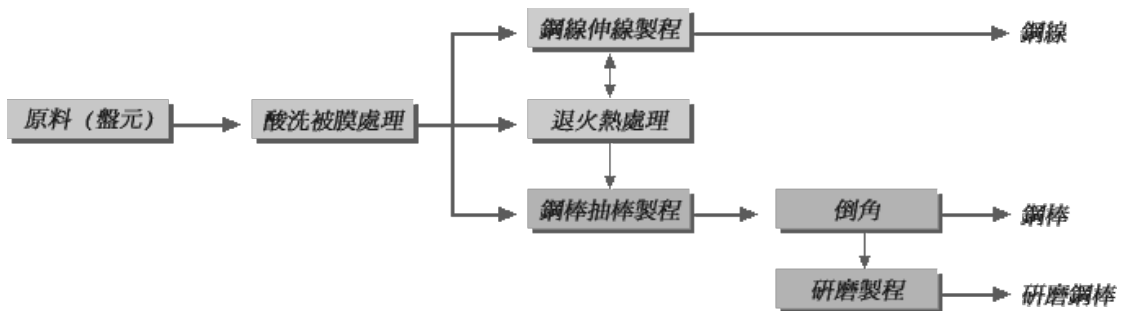 鋼線伸線製程
鋼線
原料（盤元）
酸洗被膜處理
退火熱處理
鋼棒抽棒製程
倒角
鋼棒
研磨製程
研磨鋼棒